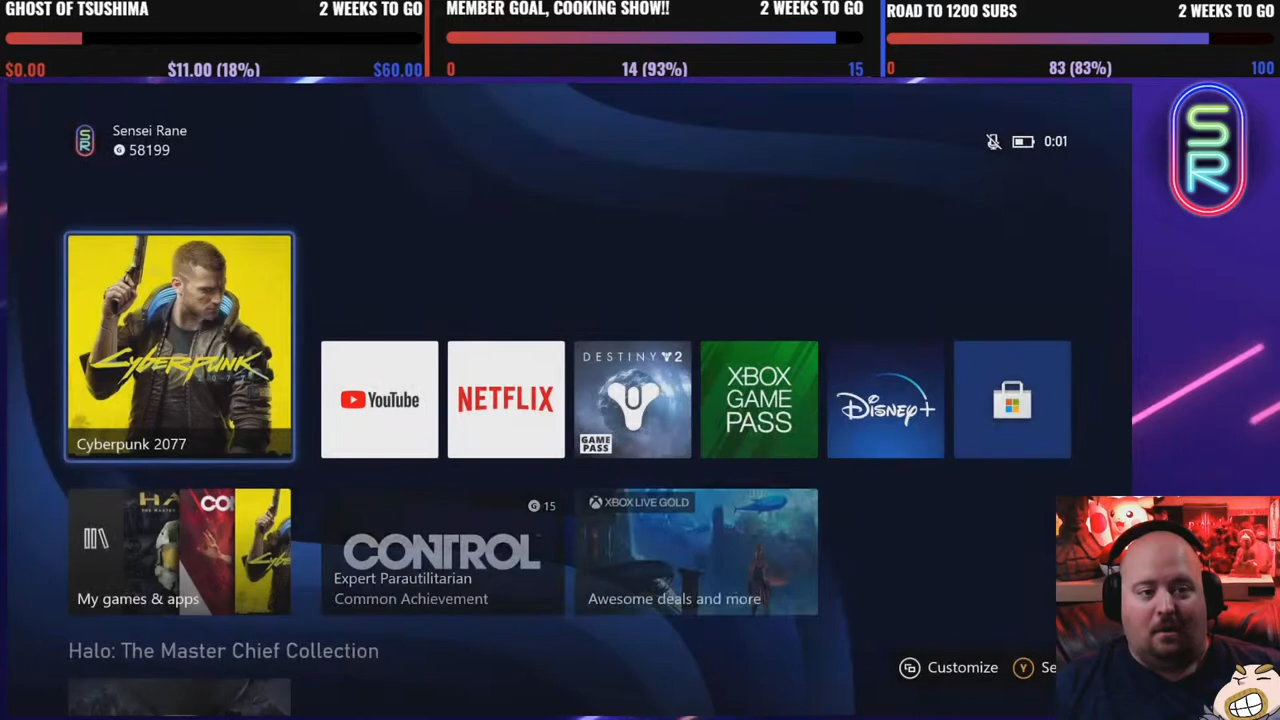 GHOST OF TSUSHIMA 2 WEEKS TO GO
$0.00 $11.00 (18%) $60.00
MEMBER GOAL, COOKING SHOW!! 2 WEEKS TO GO
0 14 (93%) 15
ROAD TO 1200 SUBS 2 WEEKS TO GO
0 83 (83%) 100
SR
Sensei Rane
G 58199
0:01
SR
CYBERPUNK
Cyberpunk 2077
YouTube
NETFLIX
DESTINY 2
GAME PASS
XBOX
GAME
PASS
Disney+
My games & apps
G 15
CONTROL
Expert Parautilitarian
Common Achievement
XBOX LIVE GOLD
Awesome deals and more
Halo: The Master Chief Collection
Customize
Y Se